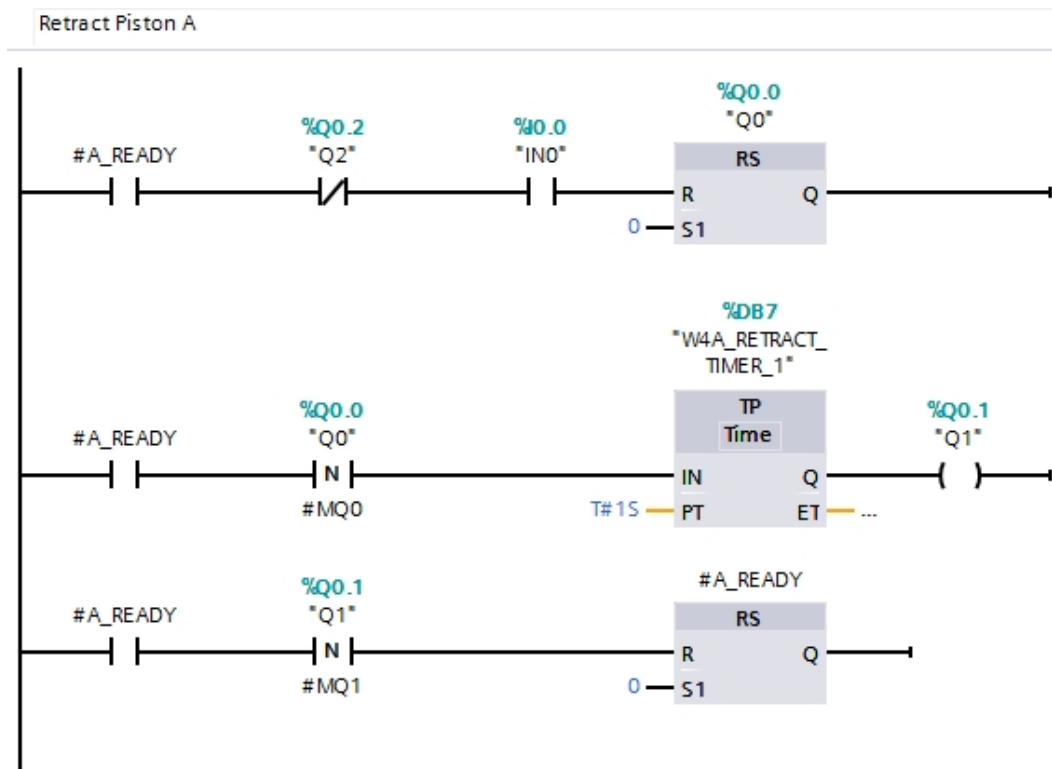 Retract Piston A
%Q0.0
"Q0"
%Q0.2
%I0.0
"Q2"
"IN0"
#A_READY
RS
R Q
0 S1
%DB7
"W4A_RETRACT_
TIMER_1"
%Q0.0
TP
%Q0.1
#A_READY
"Q0"
Time
"Q1"
N
IN Q
#MQ0
T#1S PT ET ...
%Q0.1
#A_READY
#A_READY
"Q1"
RS
N
R Q
#MQ1
0 S1